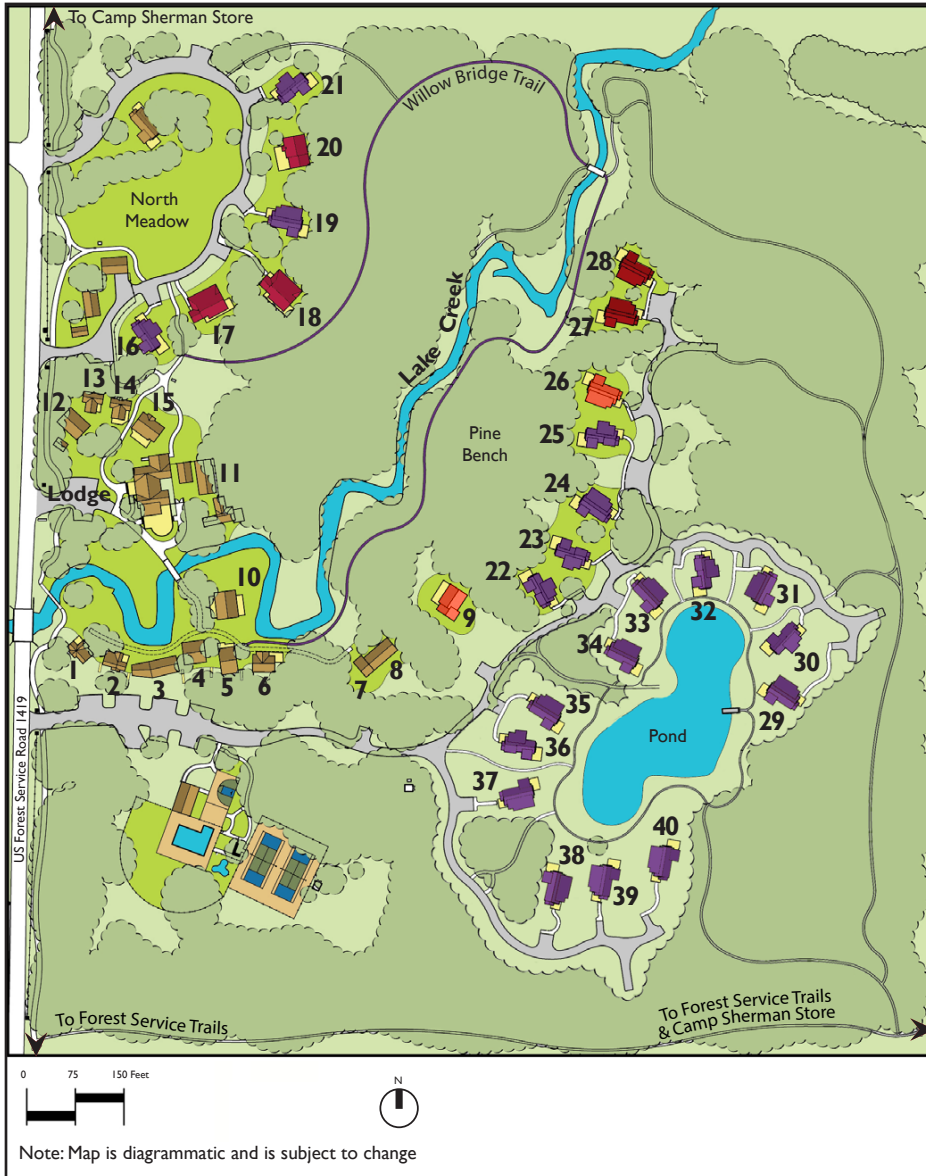 To Camp Sherman Store
21
Willow Bridge Trail
20
North
Meadow
19
28
18
17
27
16
Lake Creek
26
13
14
12
15
25
Pine
Bench
24
11
Lodge
23
22
10
9
31
32
33
34
30
1
2
3
4
5
6
7
8
29
35
36
Pond
37
US Forest Service Road 1419
L
40
38
39
To Forest Service Trails
To Forest Service Trails
& Camp Sherman Store
0 75 150 Feet
N
Note: Map is diagrammatic and is subject to change